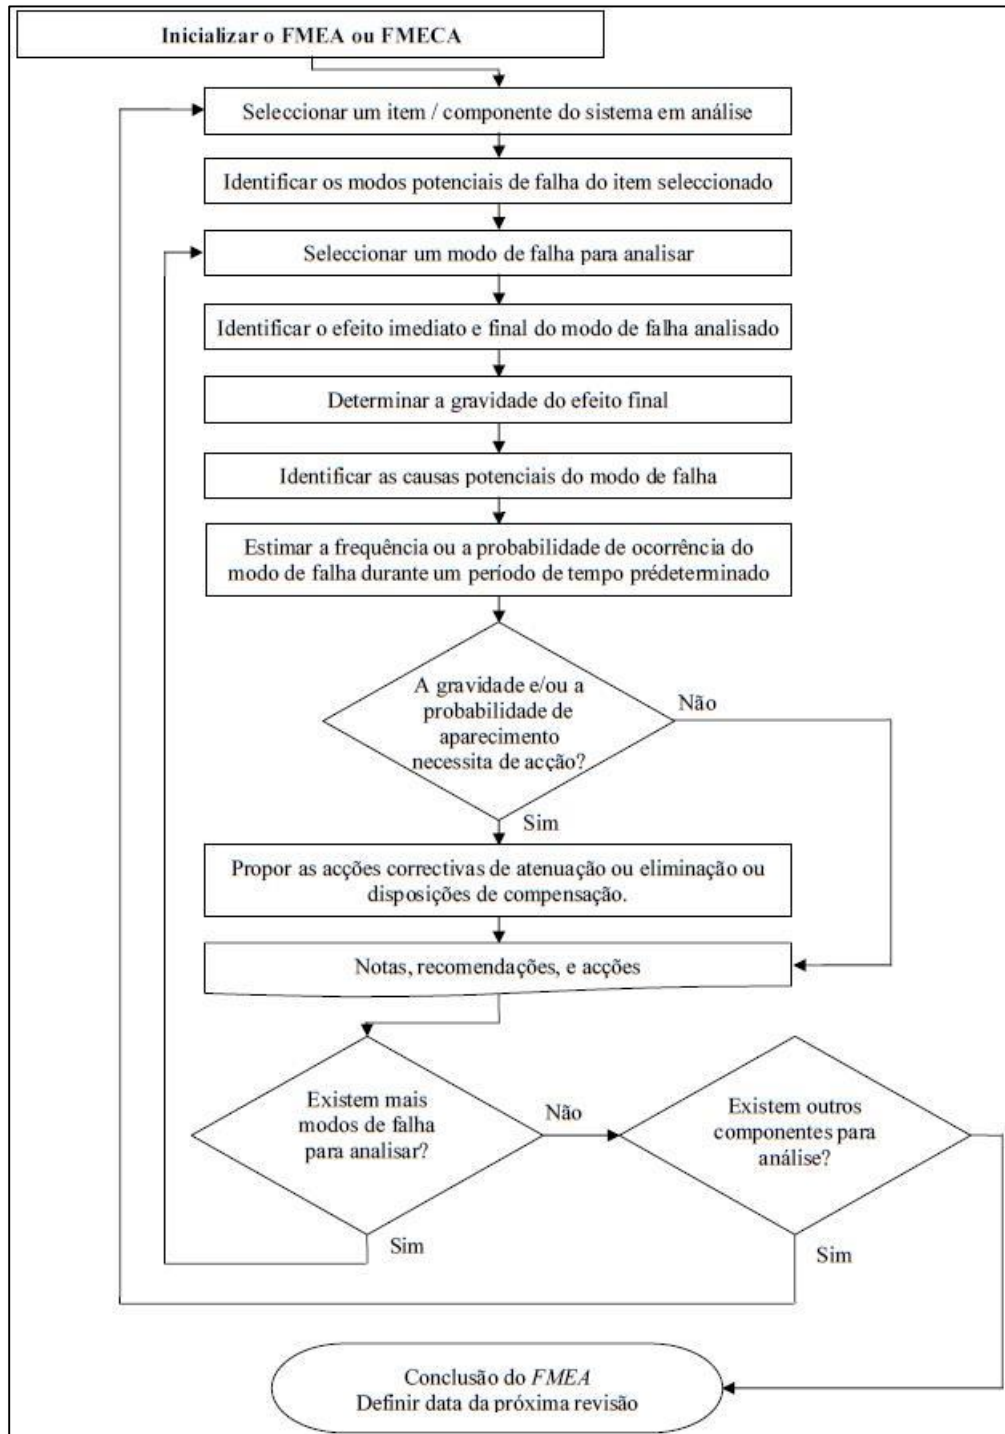 Inicializar o FMEA ou FMECA
Seleccionar um item / componente do sistema em análise
Identificar os modos potenciais de falha do item seleccionado
Seleccionar um modo de falha para analisar
Identificar o efeito imediato e final do modo de falha analisado
Determinar a gravidade do efeito final
Identificar as causas potenciais do modo de falha
Estimar a frequência ou a probabilidade de ocorrência do
modo de falha durante um período de tempo prédeterminado
A gravidade e/ou a
probabilidade de
aparecimento
necessita de acção?
Não
Sim
Propor as acções correctivas de atenuação ou eliminação ou
disposições de compensação.
Notas, recomendações, e acções
Existem mais
modos de falha
para analisar?
Não
Existem outros
componentes para
análise?
Sim
Sim
Conclusão do FMEA
Definir data da próxima revisão